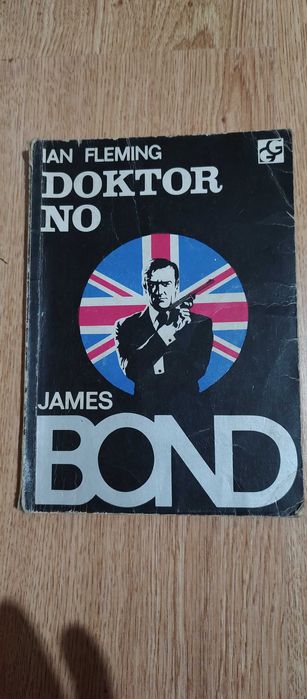 IAN FLEMING
DOKTOR
NO
JAMES
BOND